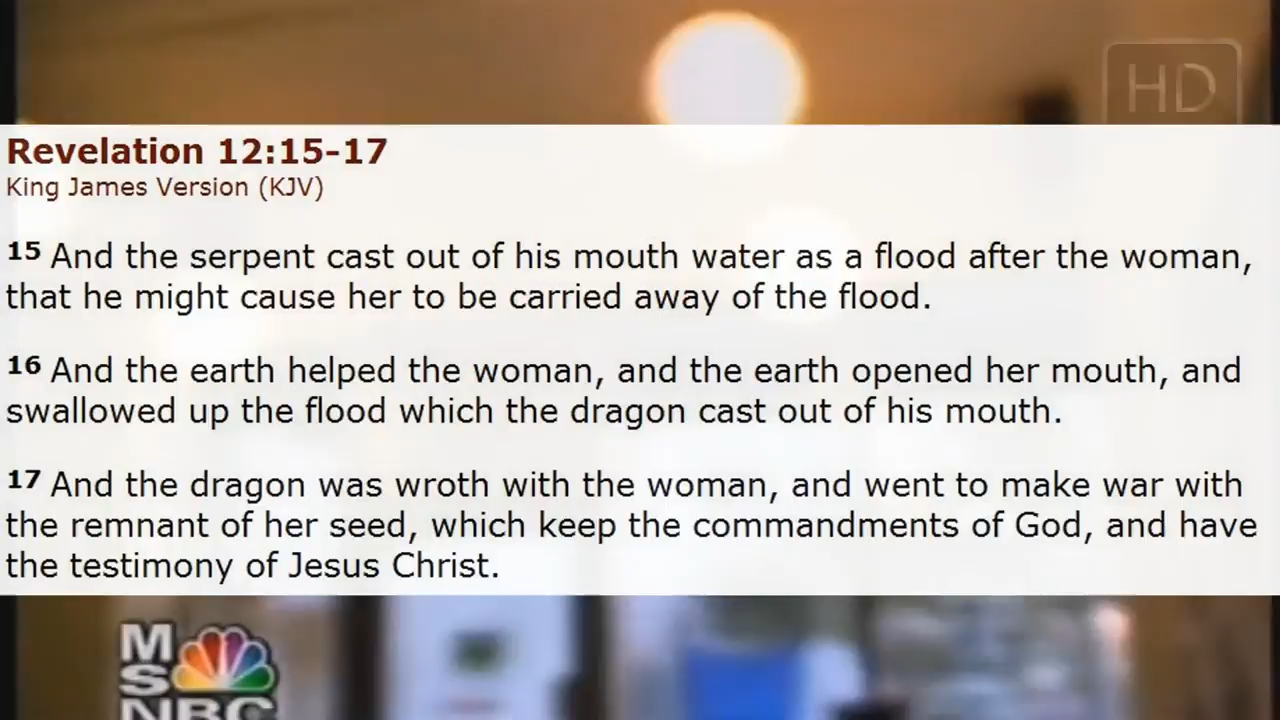 HD
Revelation 12:15-17
King James Version (KJV)
15 And the serpent cast out of his mouth water as a flood after the woman,
that he might cause her to be carried away of the flood.
16 And the earth helped the woman, and the earth opened her mouth, and
swallowed up the flood which the dragon cast out of his mouth.
17 And the dragon was wroth with the woman, and went to make war with
the remnant of her seed, which keep the commandments of God, and have
the testimony of Jesus Christ.
M
S
NBC